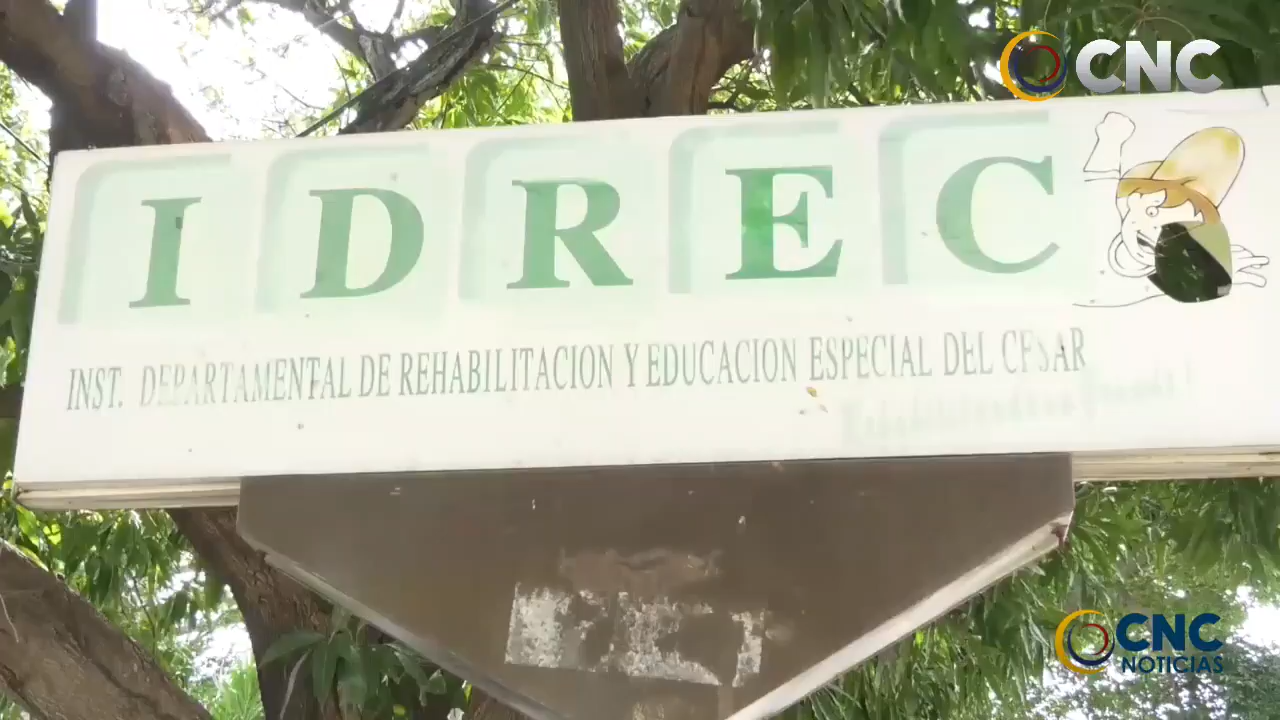 CNC
IDREC
INST. DEPARTAMENTAL DE REHABILITACION Y EDUCACION ESPECIAL DEL CESAR
CNC
NOTICIAS